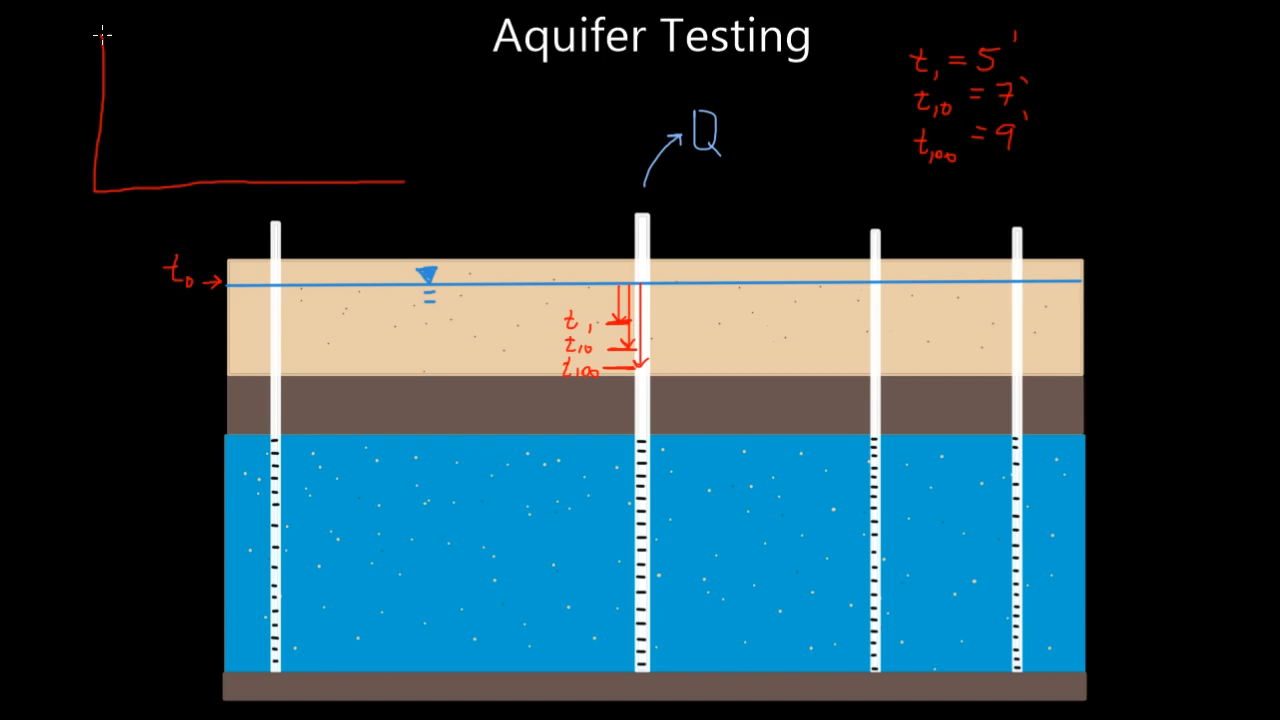 Aquifer Testing
t₁ = 5'
t₁₀ = 7'
t₁₀₀ = 9'
Q
t₀ →
t₁
t₁₀
t₁₀₀